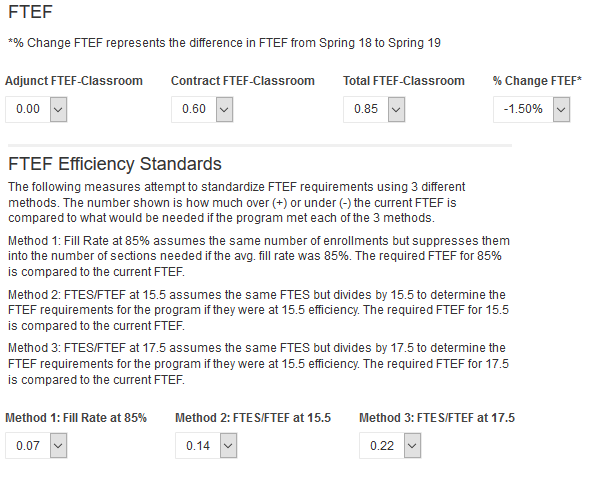 FTEF
*% Change FTEF represents the difference in FTEF from Spring 18 to Spring 19
Adjunct FTEF-Classroom Contract FTEF-Classroom Total FTEF-Classroom % Change FTEF*
0.00 0.60 0.85 -1.50%
FTEF Efficiency Standards
The following measures attempt to standardize FTEF requirements using 3 different
methods. The number shown is how much over (+) or under (-) the current FTEF is
compared to what would be needed if the program met each of the 3 methods.
Method 1: Fill Rate at 85% assumes the same number of enrollments but suppresses them
into the number of sections needed if the avg. fill rate was 85%. The required FTEF for 85%
is compared to the current FTEF.
Method 2: FTES/FTEF at 15.5 assumes the same FTES but divides by 15.5 to determine the
FTEF requirements for the program if they were at 15.5 efficiency. The required FTEF for 15.5
is compared to the current FTEF.
Method 3: FTES/FTEF at 17.5 assumes the same FTES but divides by 17.5 to determine the
FTEF requirements for the program if they were at 15.5 efficiency. The required FTEF for 17.5
is compared to the current FTEF.
Method 1: Fill Rate at 85% Method 2: FTES/FTEF at 15.5 Method 3: FTES/FTEF at 17.5
0.07 0.14 0.22